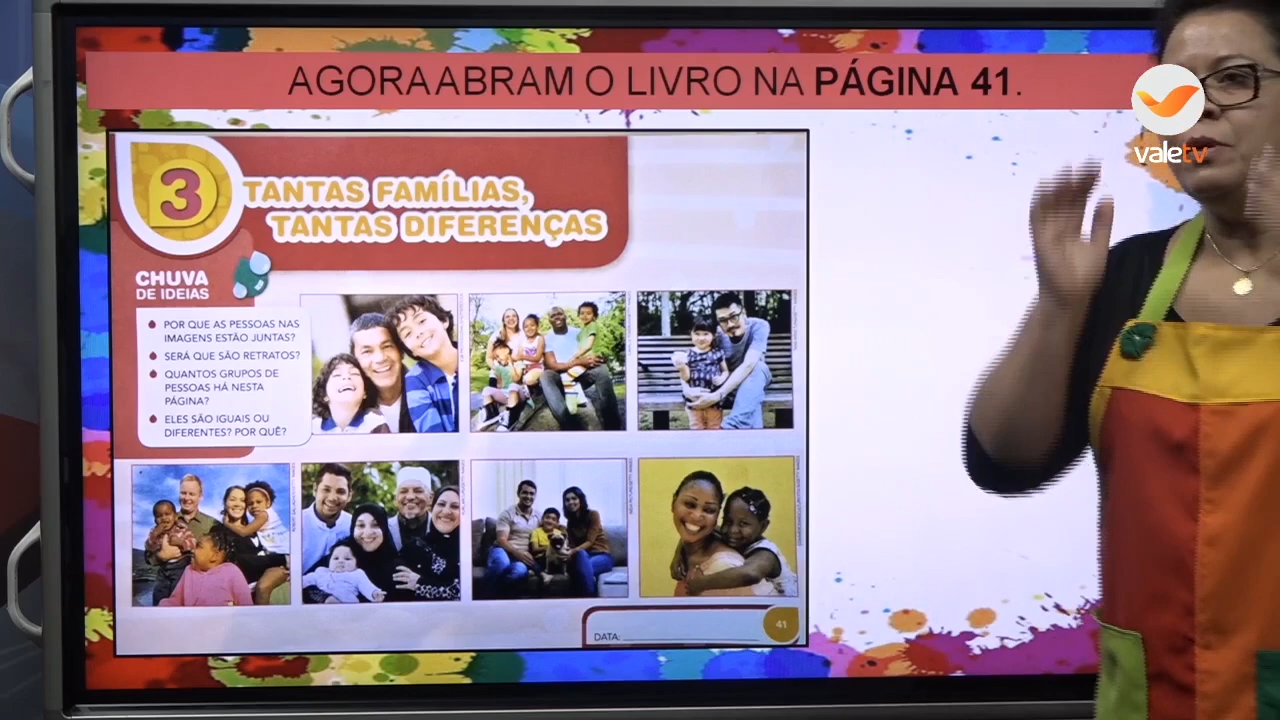 AGORA ABRAM O LIVRO NA PÁGINA 41.
valetv
3
TANTAS FAMÍLIAS,
TANTAS DIFERENÇAS
CHUVA
DE IDEIAS
POR QUE AS PESSOAS NAS
IMAGENS ESTÃO JUNTAS?
SERÁ QUE SÃO RETRATOS?
QUANTOS GRUPOS DE
PESSOAS HÁ NESTA
PÁGINA?
ELES SÃO IGUAIS OU
DIFERENTES? POR QUÊ?
DATA:
41